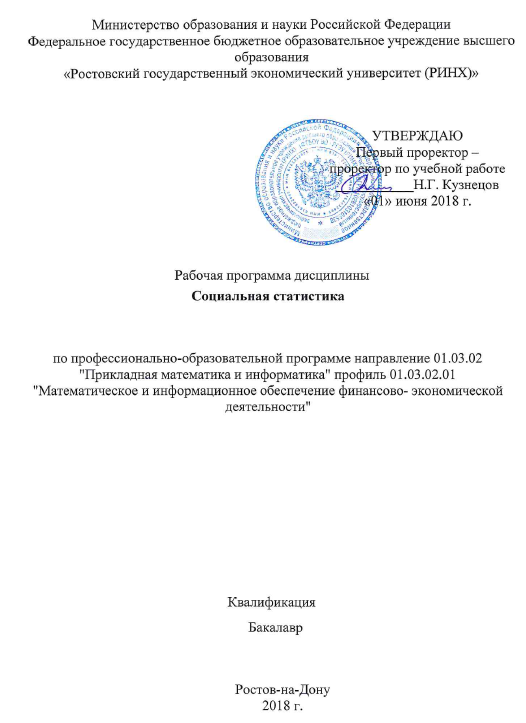 Министерство образования и науки Российской Федерации
Федеральное государственное бюджетное образовательное учреждение высшего
образования
«Ростовский государственный экономический университет (РИНХ)»
УТВЕРЖДАЮ
Первый проректор –
проректор по учебной работе
Н.Г. Кузнецов
«01» июня 2018 г.
Рабочая программа дисциплины
Социальная статистика
по профессионально-образовательной программе направление 01.03.02
"Прикладная математика и информатика" профиль 01.03.02.01
"Математическое и информационное обеспечение финансово- экономической
деятельности"
Квалификация
Бакалавр
Ростов-на-Дону
2018 г.